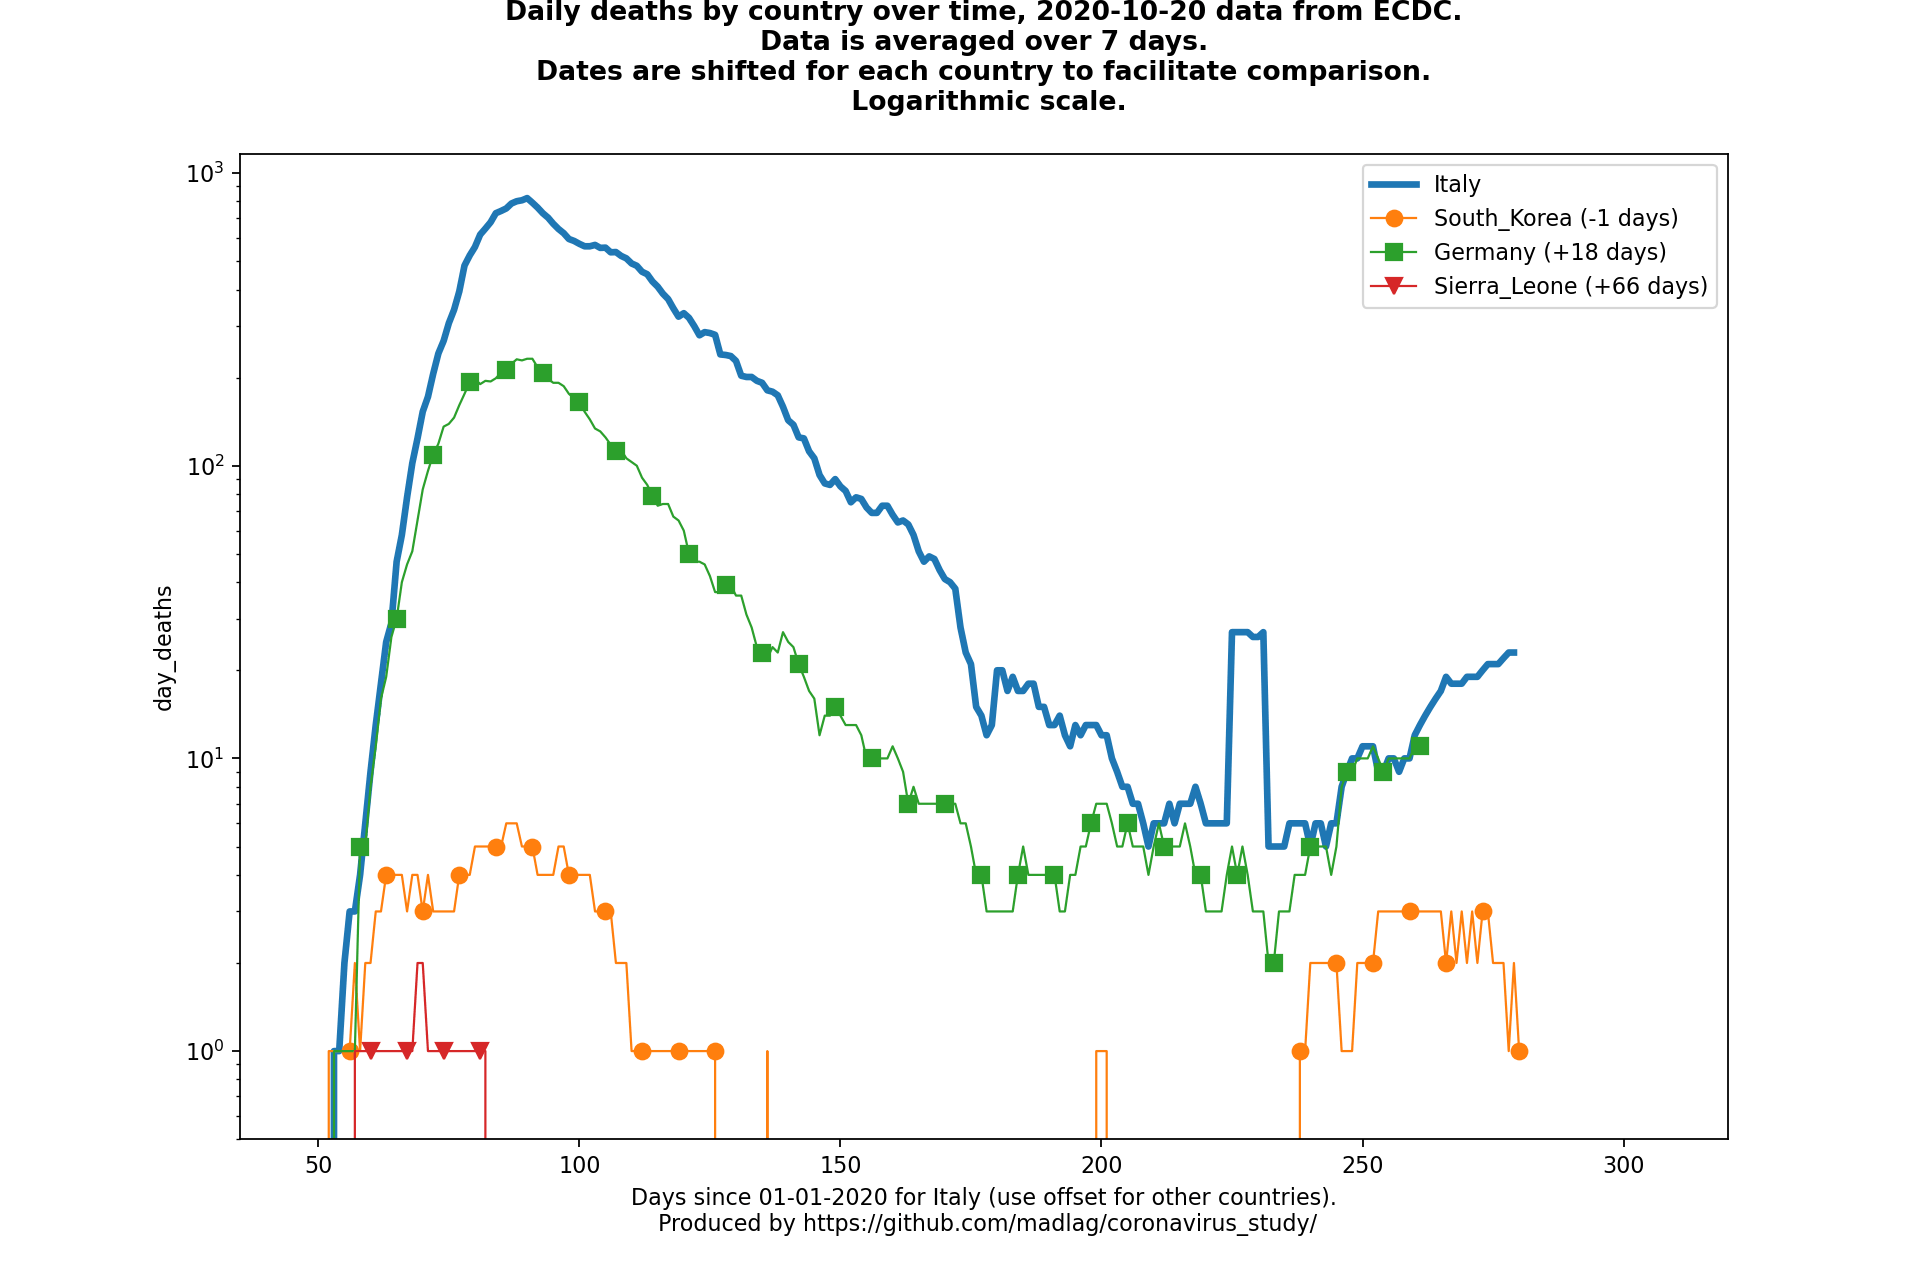 Daily deaths by country over time, 2020-10-20 data from ECDC.
Data is averaged over 7 days.
Dates are shifted for each country to facilitate comparison.
Logarithmic scale.
10³
10²
10¹
10⁰
day_deaths
Italy
South_Korea (-1 days)
Germany (+18 days)
Sierra_Leone (+66 days)
50 100 150 200 250 300
Days since 01-01-2020 for Italy (use offset for other countries).
Produced by https://github.com/madlag/coronavirus_study/